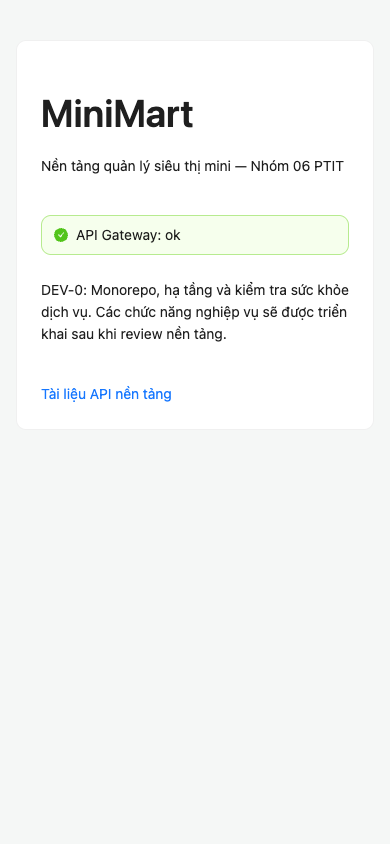 MiniMart
Nền tảng quản lý siêu thị mini — Nhóm 06 PTIT
API Gateway: ok
DEV-0: Monorepo, hạ tầng và kiểm tra sức khỏe
dịch vụ. Các chức năng nghiệp vụ sẽ được triển
khai sau khi review nền tảng.
Tài liệu API nền tảng